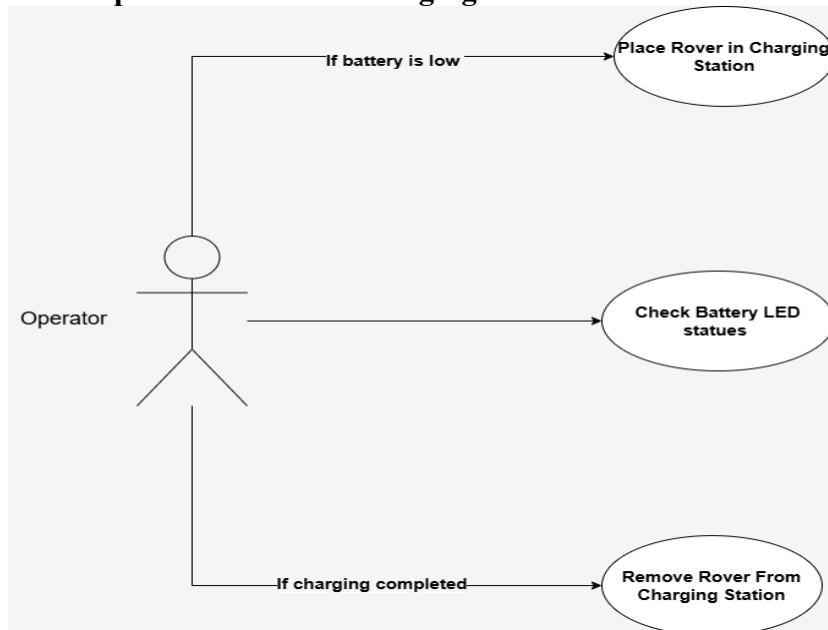 If battery is low
Place Rover in Charging
Station
Operator
Check Battery LED
statues
If charging completed
Remove Rover From
Charging Station